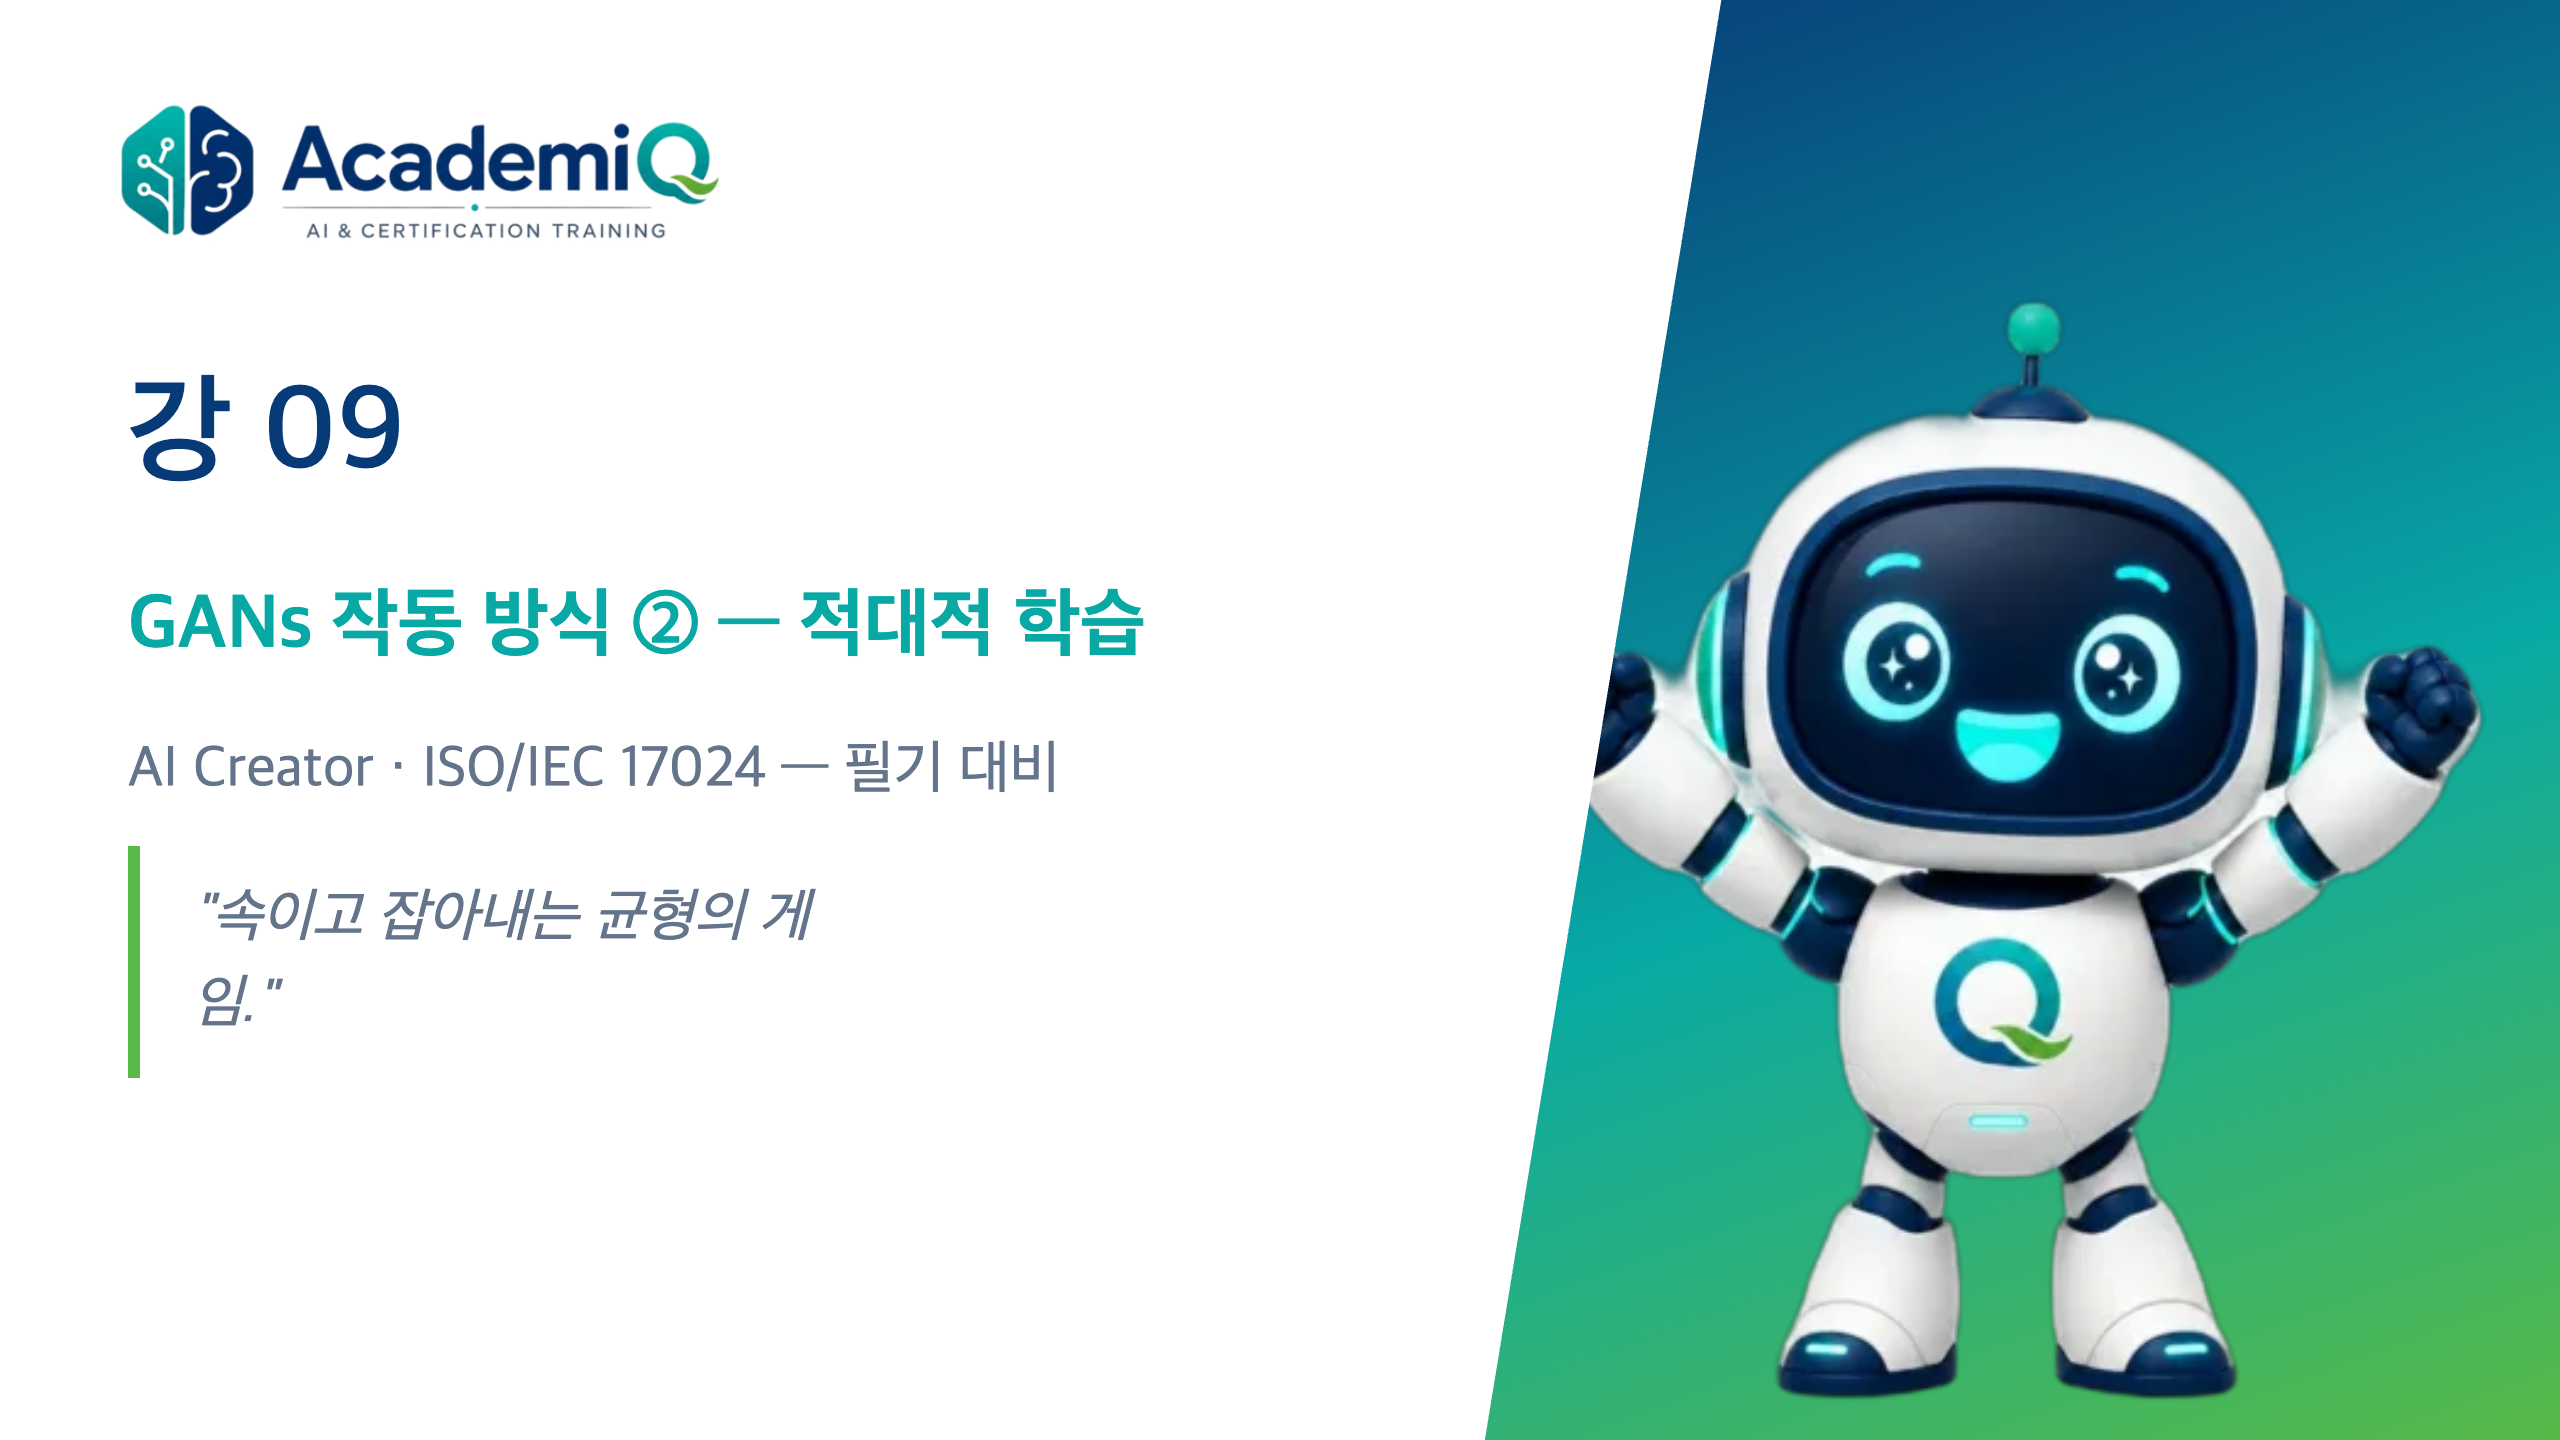 AcademiQ
AI & CERTIFICATION TRAINING
강 09
GANs 작동 방식 ② — 적대적 학습
AI Creator · ISO/IEC 17024 — 필기 대비
"속이고 잡아내는 균형의 게
임."
Q